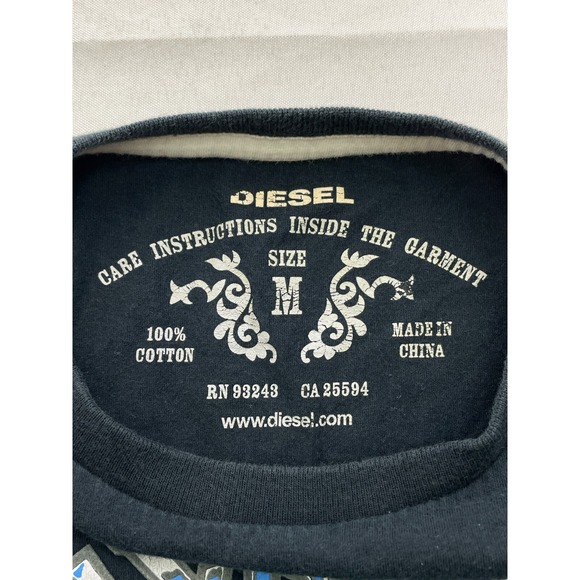 DIESEL
CARE INSTRUCTIONS INSIDE THE GARMENT
SIZE
M
100%
COTTON
MADE IN
CHINA
RN 93243 CA 25594
www.diesel.com